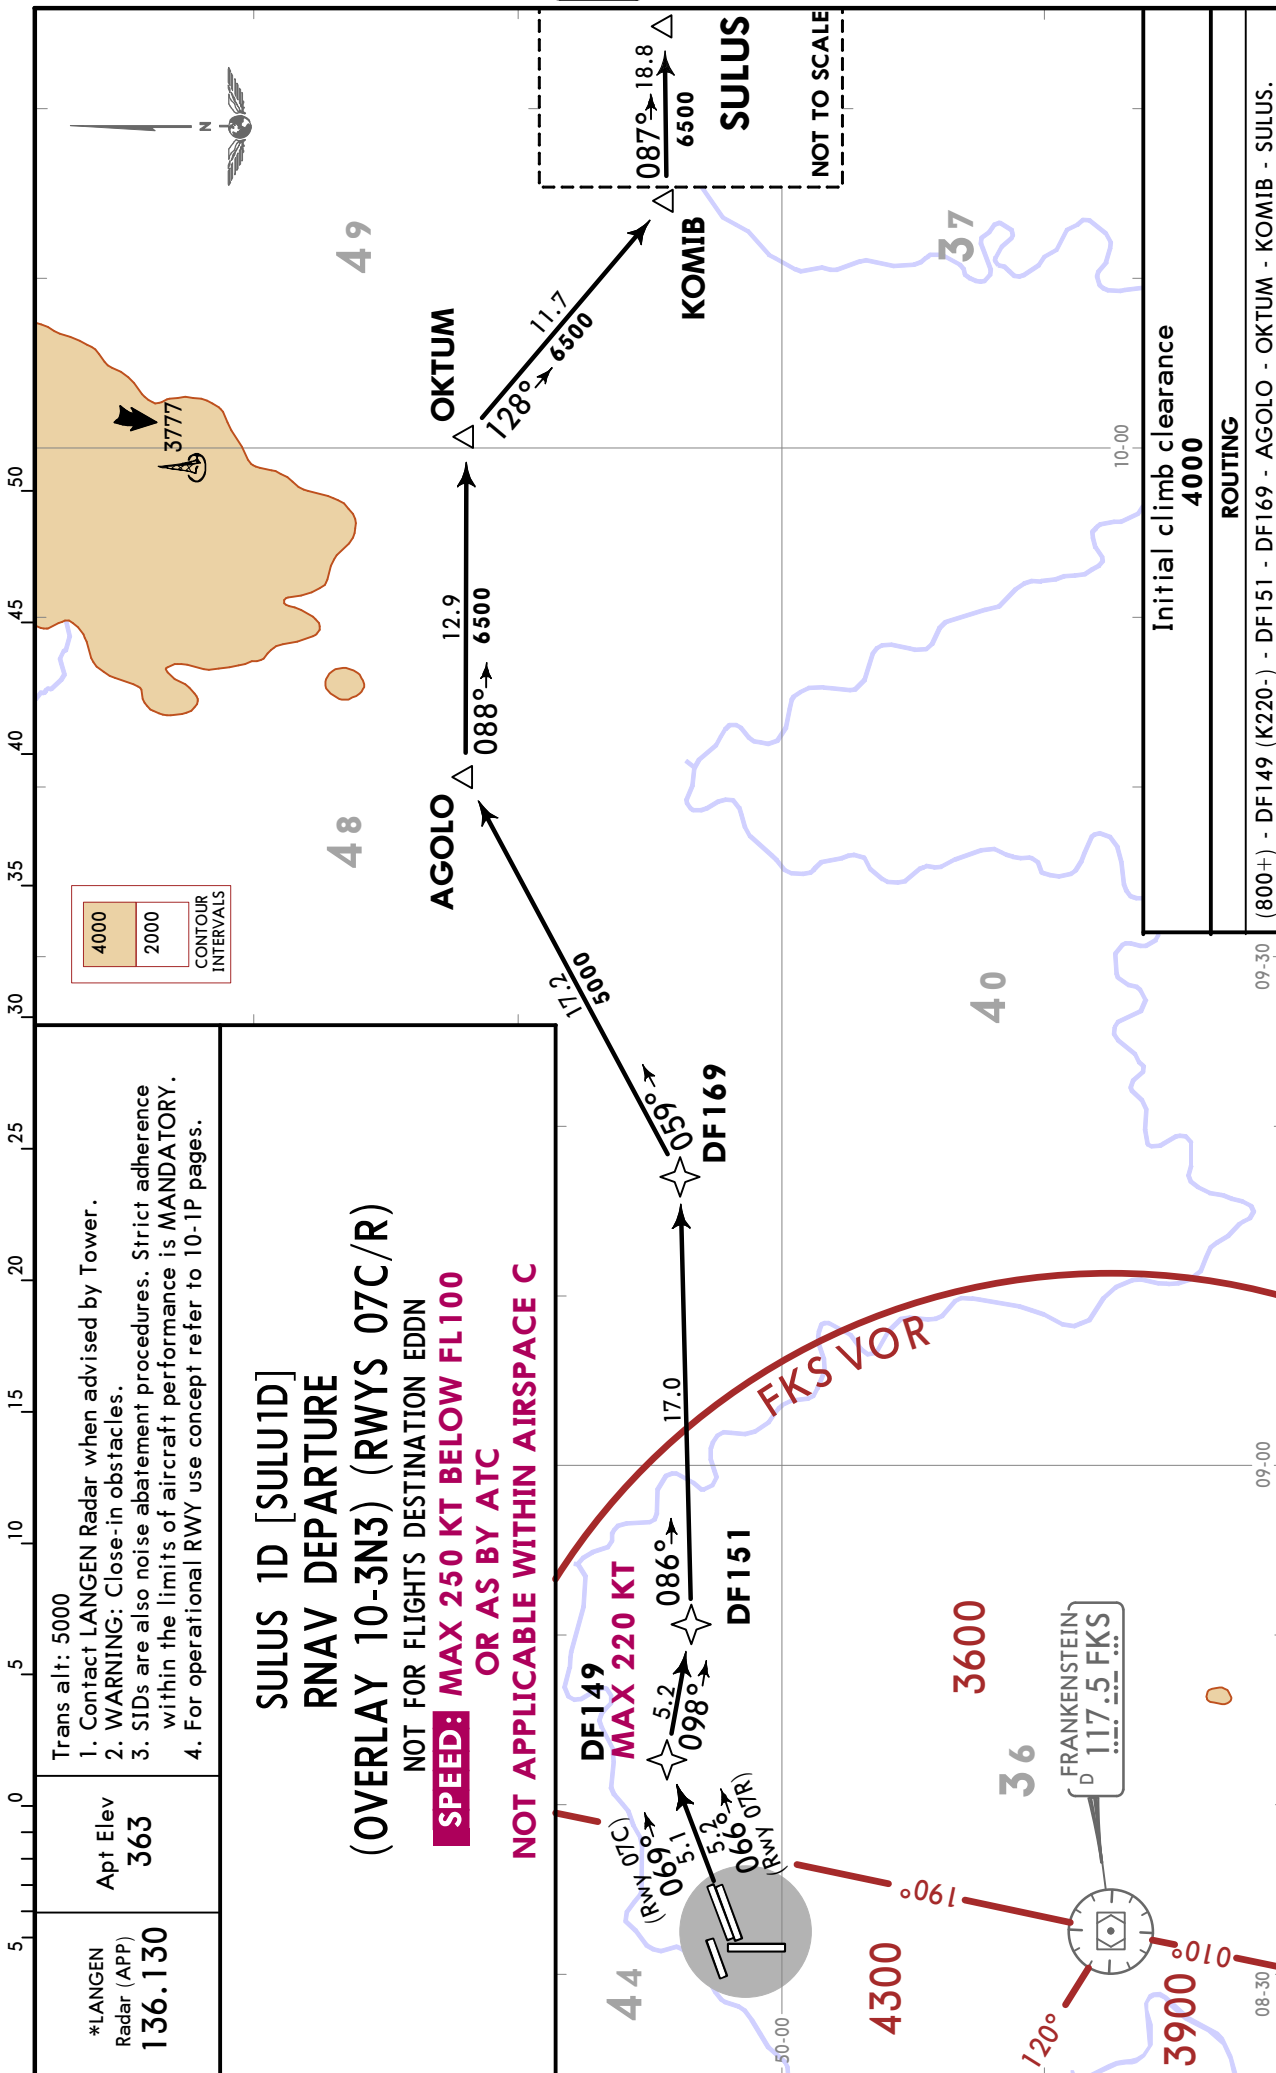 *LANGEN
Radar (APP)
136.130
Apt Elev
363
Trans alt: 5000
1. Contact LANGEN Radar when advised by Tower.
2. WARNING: Close-in obstacles.
3. SIDs are also noise abatement procedures. Strict adherence
within the limits of aircraft performance is MANDATORY.
4. For operational RWY use concept refer to 10-1P pages.
5
0
5
10
15
20
25
30
35
40
45
50
SULUS 1D [SULU1D]
RNAV DEPARTURE
(OVERLAY 10-3N3) (RWYS 07C/R)
NOT FOR FLIGHTS DESTINATION EDDN
SPEED: MAX 250 KT BELOW FL100
OR AS BY ATC
NOT APPLICABLE WITHIN AIRSPACE C
4000
2000
CONTOUR
INTERVALS
3777
N
49
48
44
40
37
36
(Rwy 07C)
069°
5.1
5.2
066°
(Rwy 07R)
DF149
MAX 220 KT
5.2
098°
DF151
086°
17.0
DF169
059°
17.2
5000
AGOLO
088°
12.9
6500
OKTUM
128°
11.7
6500
KOMIB
087°
18.8
6500
SULUS
NOT TO SCALE
FKS VOR
190°
010°
120°
4300
3600
3900
FRANKENSTEIN
D 117.5 FKS
50-00
08-30
09-00
09-30
10-00
Initial climb clearance
4000
ROUTING
(800+) - DF149 (K220-) - DF151 - DF169 - AGOLO - OKTUM - KOMIB - SULUS.